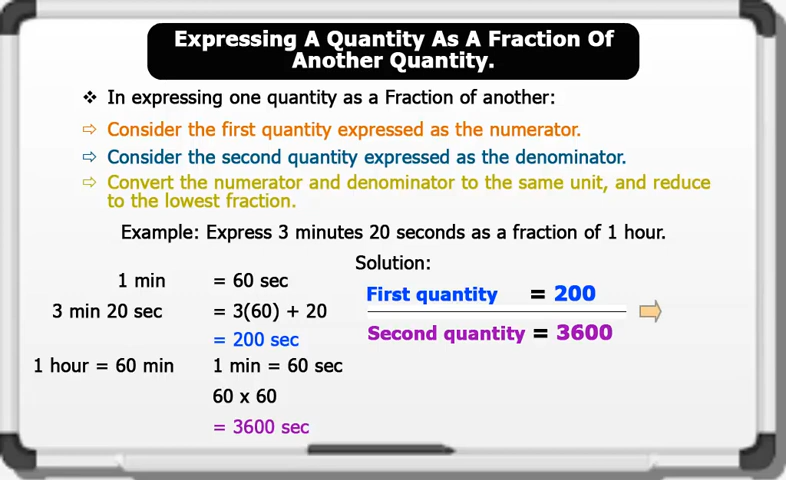 Expressing A Quantity As A Fraction Of
Another Quantity.
❖ In expressing one quantity as a Fraction of another:
⇨ Consider the first quantity expressed as the numerator.
⇨ Consider the second quantity expressed as the denominator.
⇨ Convert the numerator and denominator to the same unit, and reduce
to the lowest fraction.
Example: Express 3 minutes 20 seconds as a fraction of 1 hour.
Solution:
1 min = 60 sec
3 min 20 sec = 3(60) + 20
= 200 sec
1 hour = 60 min 1 min = 60 sec
60 x 60
= 3600 sec
First quantity = 200
Second quantity = 3600